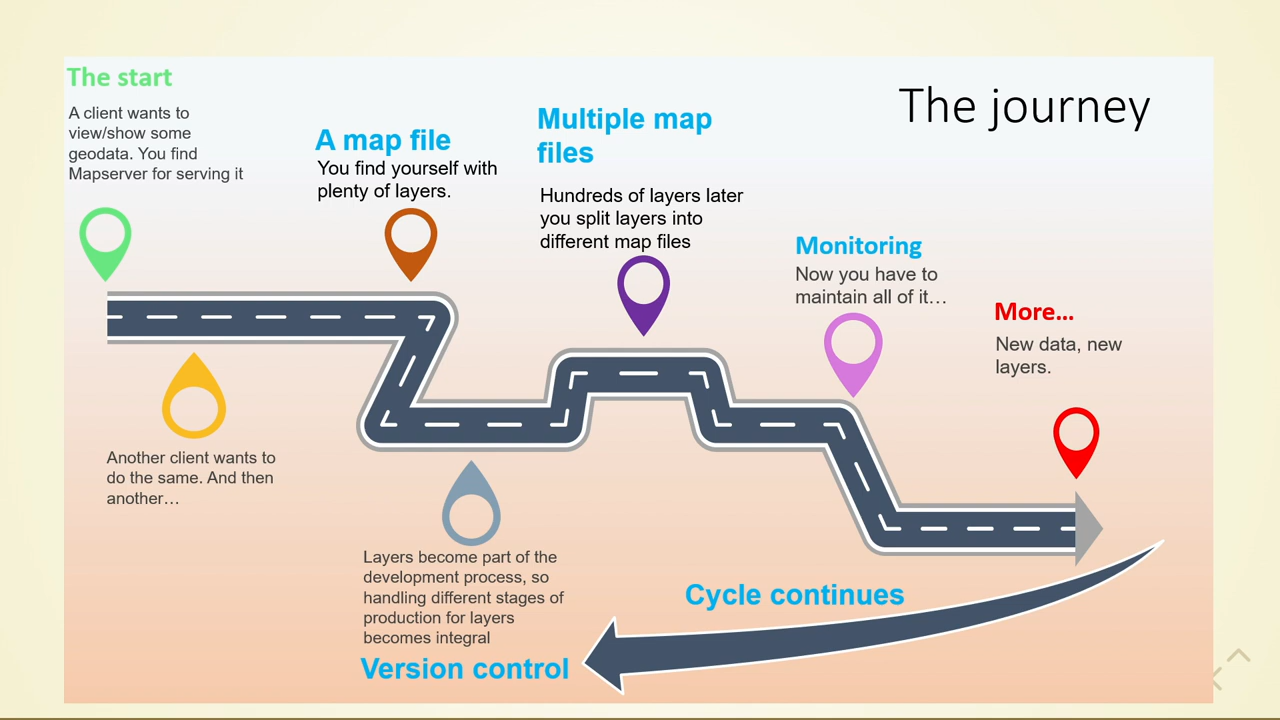 The journey
The start
A client wants to
view/show some
geodata. You find
Mapserver for serving it
Another client wants to
do the same. And then
another…
A map file
You find yourself with
plenty of layers.
Layers become part of the
development process, so
handling different stages of
production for layers
becomes integral
Version control
Multiple map
files
Hundreds of layers later
you split layers into
different map files
Monitoring
Now you have to
maintain all of it…
More...
New data, new
layers.
Cycle continues